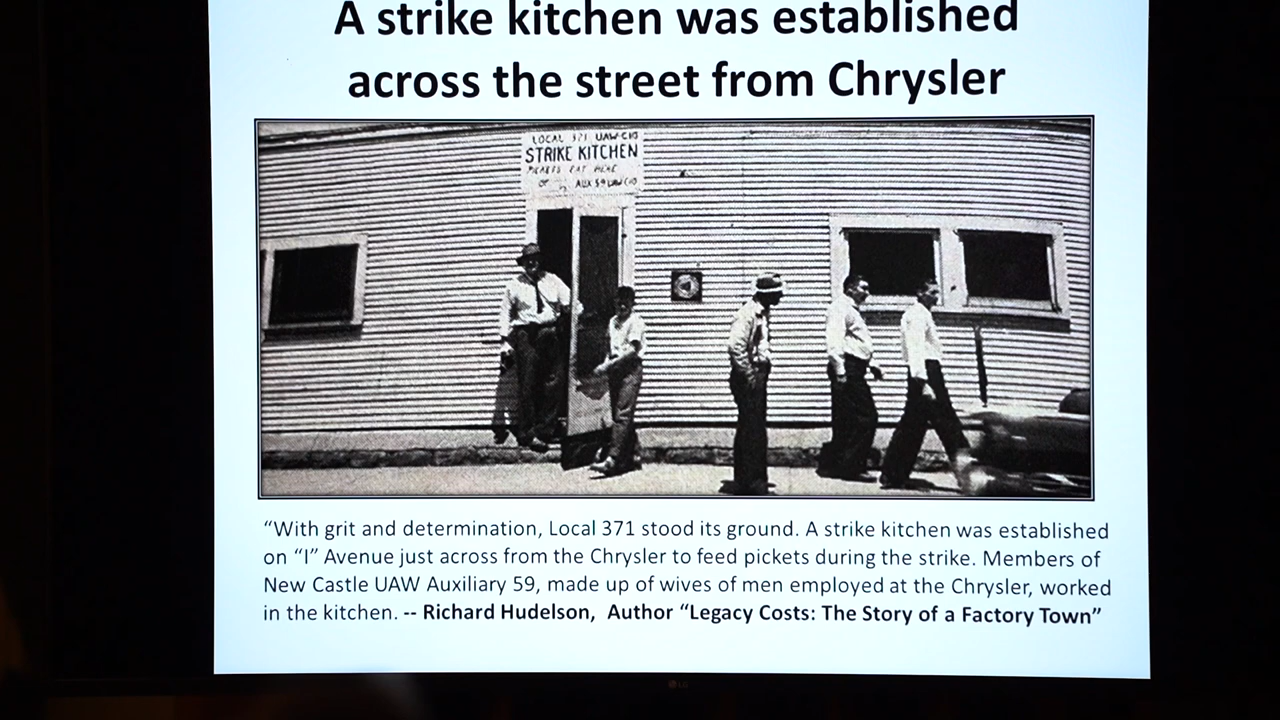 A strike kitchen was established
across the street from Chrysler
LOCAL 371 UAW-CIO
STRIKE KITCHEN
PICKETS EAT HERE
AUX 59 UAW CIO
“With grit and determination, Local 371 stood its ground. A strike kitchen was established
on “I” Avenue just across from the Chrysler to feed pickets during the strike. Members of
New Castle UAW Auxiliary 59, made up of wives of men employed at the Chrysler, worked
in the kitchen. -- Richard Hudelson,  Author “Legacy Costs: The Story of a Factory Town”
LG